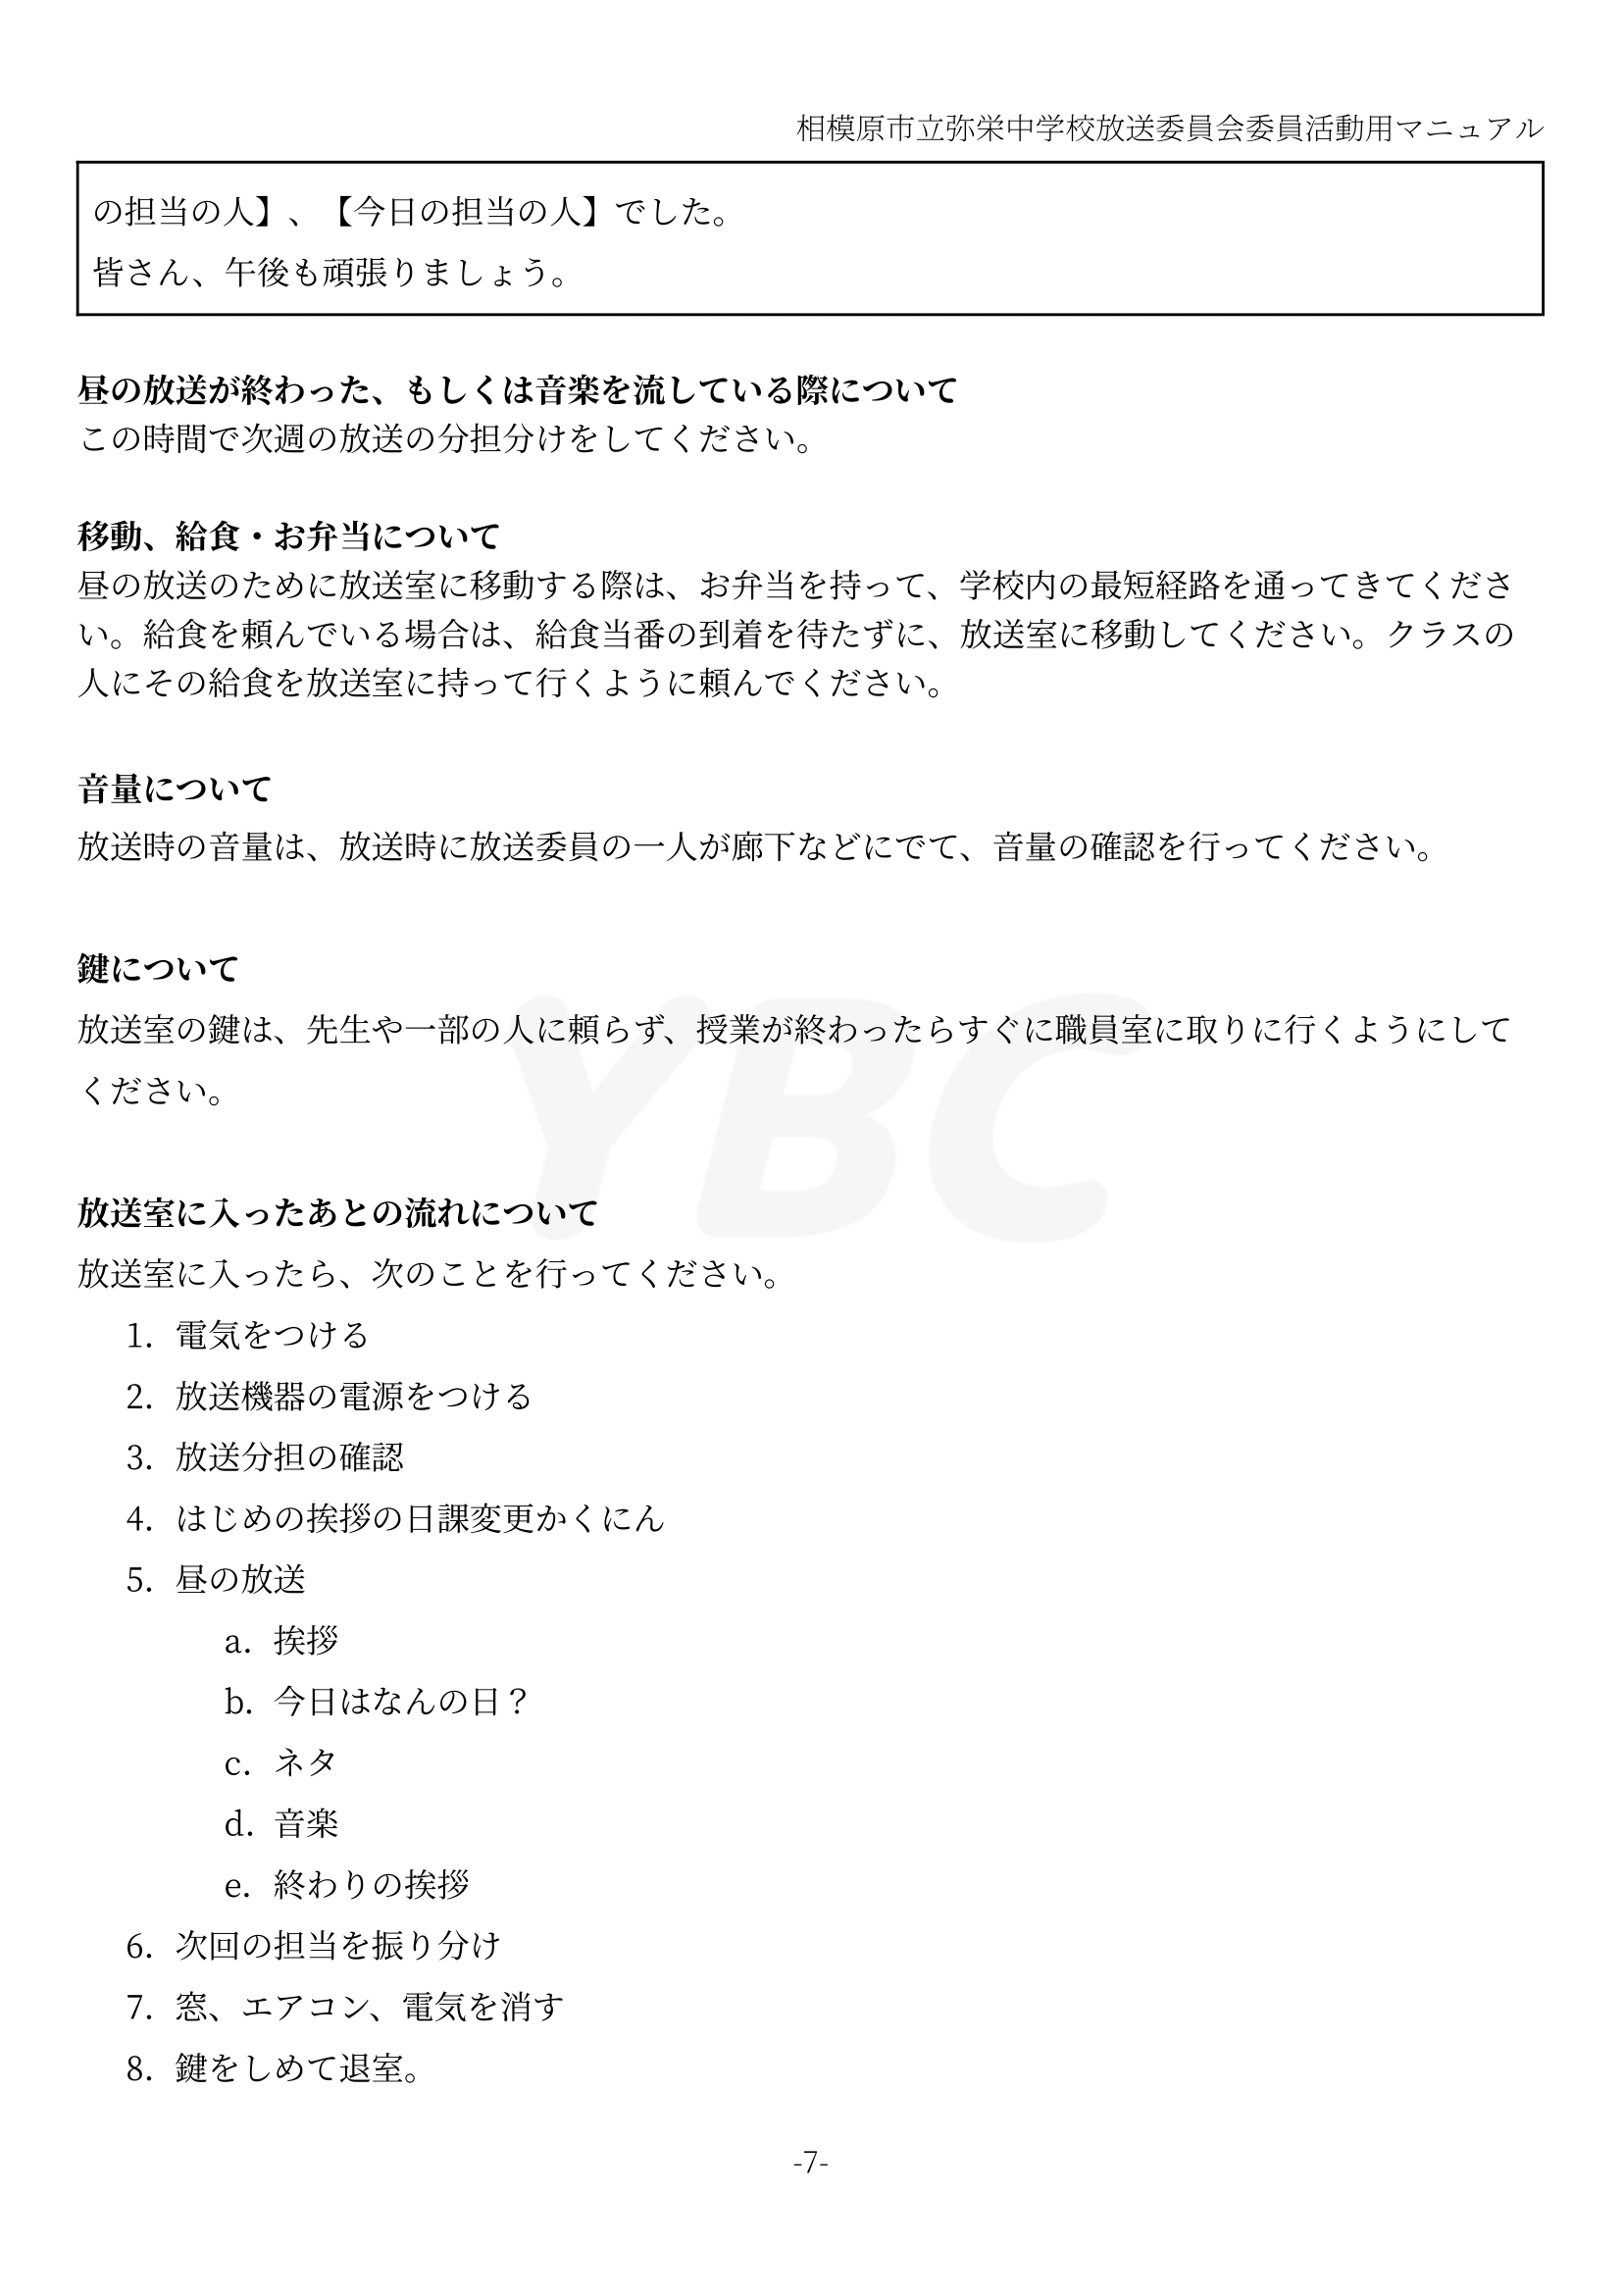 相模原市立弥栄中学校放送委員会委員活動用マニュアル
の担当の人】、【今日の担当の人】でした。
皆さん、午後も頑張りましょう。
昼の放送が終わった、もしくは音楽を流している際について
この時間で次週の放送の分担分けをしてください。
移動、給食・お弁当について
昼の放送のために放送室に移動する際は、お弁当を持って、学校内の最短経路を通ってきてくださ
い。給食を頼んでいる場合は、給食当番の到着を待たずに、放送室に移動してください。クラスの
人にその給食を放送室に持って行くように頼んでください。
音量について
放送時の音量は、放送時に放送委員の一人が廊下などにでて、音量の確認を行ってください。
鍵について
放送室の鍵は、先生や一部の人に頼らず、授業が終わったらすぐに職員室に取りに行くようにして
ください。
YBC
放送室に入ったあとの流れについて
放送室に入ったら、次のことを行ってください。
1. 電気をつける
2. 放送機器の電源をつける
3. 放送分担の確認
4. はじめの挨拶の日課変更かくにん
5. 昼の放送
a. 挨拶
b. 今日はなんの日？
c. ネタ
d. 音楽
e. 終わりの挨拶
6. 次回の担当を振り分け
7. 窓、エアコン、電気を消す
8. 鍵をしめて退室。
-7-